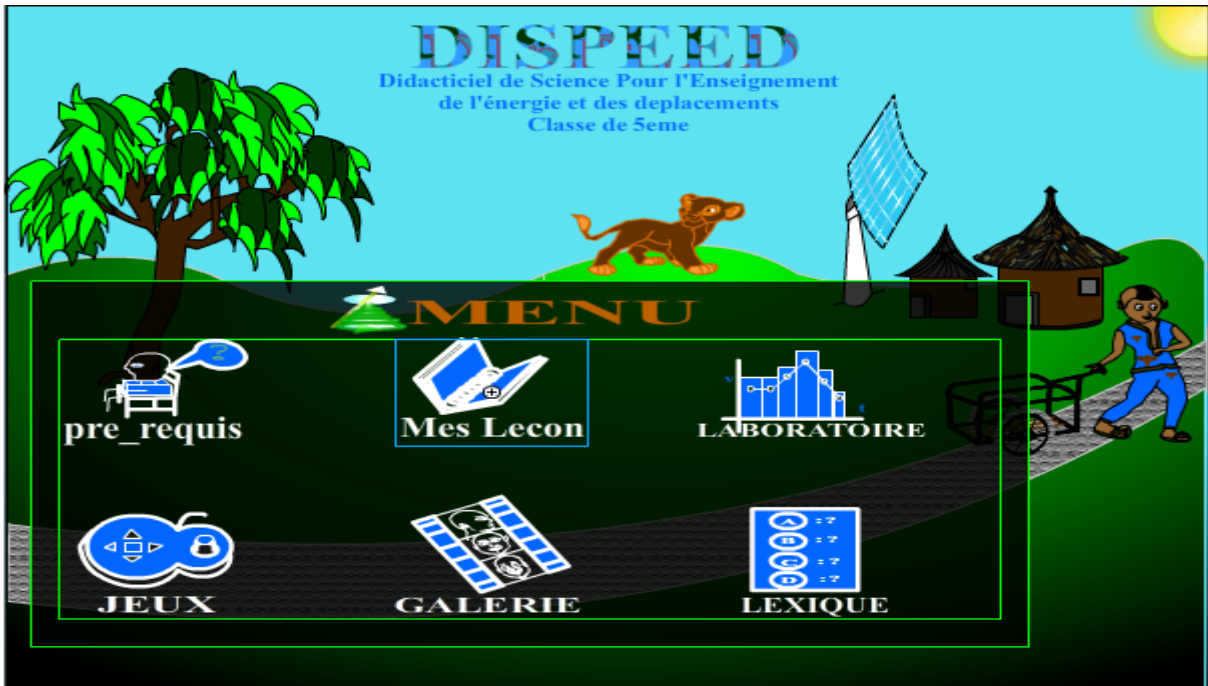 DISPEED
Didacticiel de Science Pour l'Enseignement
de l'énergie et des deplacements
Classe de 5eme
MENU
?
pre_requis
Mes Lecon
v
t
LABORATOIRE
A : ?
B : ?
C : ?
D : ?
JEUX
GALERIE
LEXIQUE